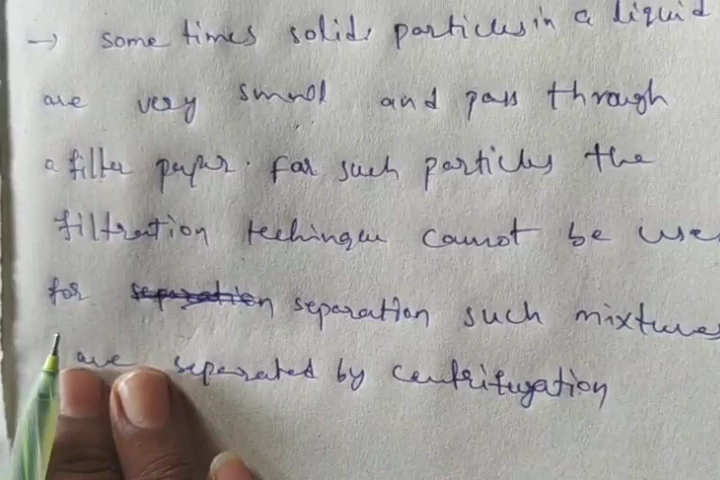 → some times solid particles in a liquid
are very small and pass through
a filter paper. For such particles the
filtration techinque cannot be use
for separation separation such mixtures
are separated by centrifugation